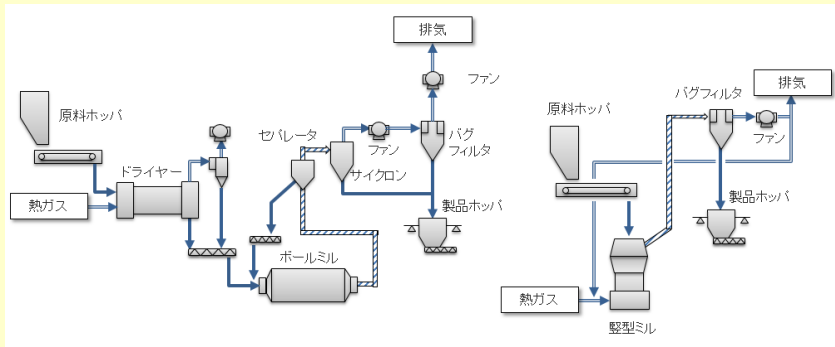 排気
ファン
原料ホッパ
セパレータ
ファン
バグ
フィルタ
ドライヤー
サイクロン
熱ガス
製品ホッパ
ボールミル
排気
バグフィルタ
原料ホッパ
ファン
製品ホッパ
熱ガス
竪型ミル